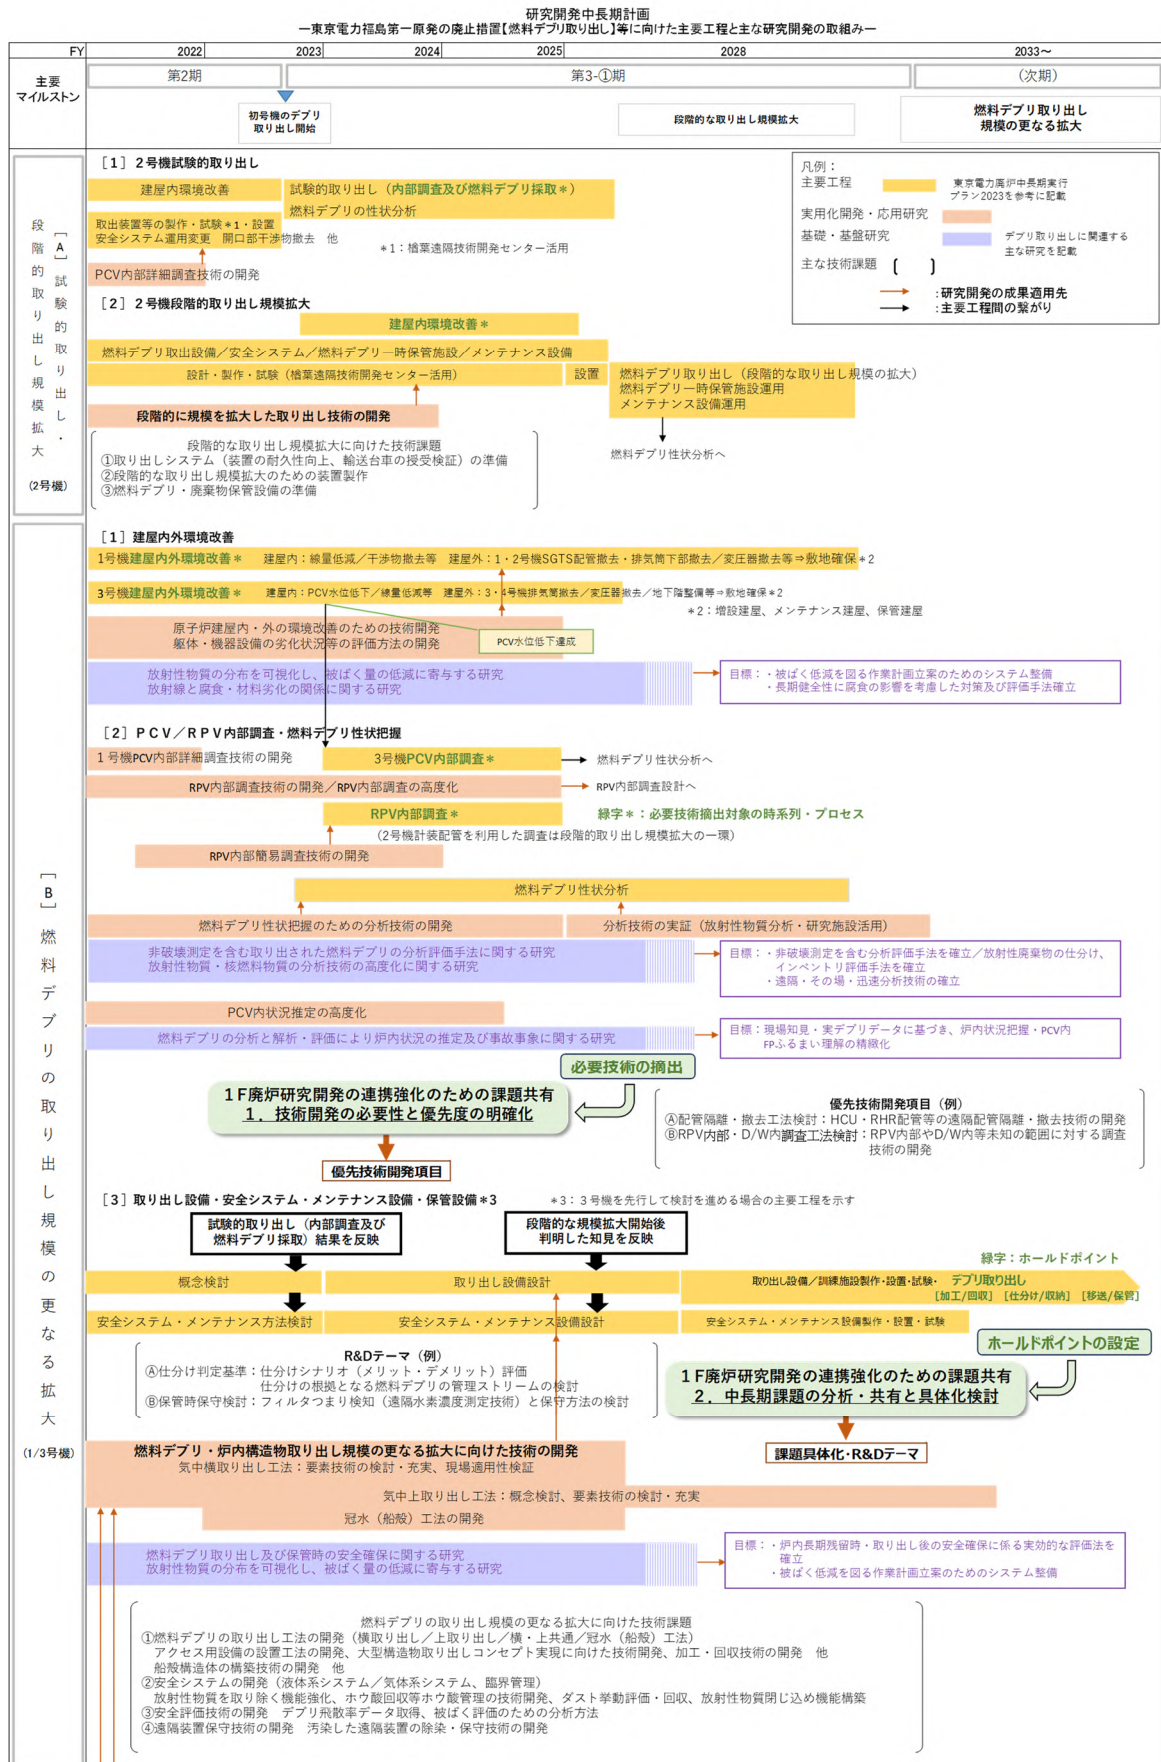 研究開発中長期計画
ー東京電力福島第一原発の廃止措置【燃料デブリ取り出し】等に向けた主要工程と主な研究開発の取組みー
FY 2022 2023 2024 2025 2028 2033～
主要
マイルストン
第2期
第3-①期
（次期）
初号機のデブリ
取り出し開始
段階的な取り出し規模拡大
燃料デブリ取り出し
規模の更なる拡大
［A］試験的取り出し・
段階的取り出し規模拡大
(2号機)
［1］２号機試験的取り出し
建屋内環境改善
試験的取り出し（内部調査及び燃料デブリ採取＊）
燃料デブリの性状分析
取出装置等の製作・試験＊1・設置
安全システム運用変更　開口部干渉物撤去　他
＊1：楢葉遠隔技術開発センター活用
PCV内部詳細調査技術の開発
凡例：
主要工程
東京電力廃炉中長期実行
プラン2023を参考に記載
実用化開発・応用研究
基礎・基盤研究
デブリ取り出しに関連する
主な研究を記載
主な技術課題 〔　〕
：研究開発の成果適用先
：主要工程間の繋がり
［2］２号機段階的取り出し規模拡大
建屋内環境改善＊
燃料デブリ取出設備／安全システム／燃料デブリ一時保管施設／メンテナンス設備
設計・製作・試験（楢葉遠隔技術開発センター活用）
設置
燃料デブリ取り出し（段階的な取り出し規模の拡大）
燃料デブリ一時保管施設運用
メンテナンス設備運用
段階的に規模を拡大した取り出し技術の開発
燃料デブリ性状分析へ
段階的な取り出し規模拡大に向けた技術課題
①取り出しシステム（装置の耐久性向上、輸送台車の授受検証）の準備
②段階的な取り出し規模拡大のための装置製作
③燃料デブリ・廃棄物保管設備の準備
［B］燃料デブリの取り出し規模の更なる拡大
(1/3号機)
［1］建屋内外環境改善
1号機建屋内外環境改善＊　建屋内：線量低減／干渉物撤去等　建屋外：1・2号機SGTS配管撤去・排気筒下部撤去／変圧器撤去等⇒敷地確保＊2
3号機建屋内外環境改善＊　建屋内：PCV水位低下／線量低減等　建屋外：3・4号機排気筒撤去／変圧器撤去／地下階整備等⇒敷地確保＊2
＊2：増設建屋、メンテナンス建屋、保管建屋
原子炉建屋内・外の環境改善のための技術開発
躯体・機器設備の劣化状況等の評価方法の開発
PCV水位低下達成
放射性物質の分布を可視化し、被ばく量の低減に寄与する研究
放射線と腐食・材料劣化の関係に関する研究
目標：・被ばく低減を図る作業計画立案のためのシステム整備
・長期健全性に腐食の影響を考慮した対策及び評価手法確立
［2］ＰＣＶ／ＲＰＶ内部調査・燃料デブリ性状把握
１号機PCV内部詳細調査技術の開発
3号機PCV内部調査＊
燃料デブリ性状分析へ
RPV内部調査技術の開発／RPV内部調査の高度化
RPV内部調査設計へ
RPV内部調査＊
緑字＊：必要技術摘出対象の時系列・プロセス
（2号機計装配管を利用した調査は段階的取り出し規模拡大の一環）
RPV内部簡易調査技術の開発
燃料デブリ性状分析
燃料デブリ性状把握のための分析技術の開発
分析技術の実証（放射性物質分析・研究施設活用）
非破壊測定を含む取り出された燃料デブリの分析評価手法に関する研究
放射性物質・核燃料物質の分析技術の高度化に関する研究
目標：・非破壊測定を含む分析評価手法を確立／放射性廃棄物の仕分け、
インベントリ評価手法を確立
・遠隔・その場・迅速分析技術の確立
PCV内状況推定の高度化
燃料デブリの分析と解析・評価により炉内状況の推定及び事故事象に関する研究
目標：現場知見・実デブリデータに基づき、炉内状況把握・PCV内
FPふるまい理解の精緻化
必要技術の摘出
１F廃炉研究開発の連携強化のための課題共有
１．技術開発の必要性と優先度の明確化
優先技術開発項目
優先技術開発項目（例）
Ⓐ配管隔離・撤去工法検討：HCU・RHR配管等の遠隔配管隔離・撤去技術の開発
ⒷRPV内部・D/W内調査工法検討：RPV内部やD/W内等未知の範囲に対する調査
技術の開発
［3］取り出し設備・安全システム・メンテナンス設備・保管設備＊3
＊3：３号機を先行して検討を進める場合の主要工程を示す
試験的取り出し（内部調査及び
燃料デブリ採取）結果を反映
段階的な規模拡大開始後
判明した知見を反映
緑字：ホールドポイント
概念検討
取り出し設備設計
取り出し設備／訓練施設製作・設置・試験・　デブリ取り出し
［加工/回収］［仕分け/収納］［移送/保管］
安全システム・メンテナンス方法検討
安全システム・メンテナンス設備設計
安全システム・メンテナンス設備製作・設置・試験
R&Dテーマ（例）
Ⓐ仕分け判定基準：仕分けシナリオ（メリット・デメリット）評価
仕分けの根拠となる燃料デブリの管理ストリームの検討
Ⓑ保管時保守検討：フィルタつまり検知（遠隔水素濃度測定技術）と保守方法の検討
ホールドポイントの設定
１F廃炉研究開発の連携強化のための課題共有
２．中長期課題の分析・共有と具体化検討
課題具体化・R&Dテーマ
燃料デブリ・炉内構造物取り出し規模の更なる拡大に向けた技術の開発
気中横取り出し工法：要素技術の検討・充実、現場適用性検証
気中上取り出し工法：概念検討、要素技術の検討・充実
冠水（船殻）工法の開発
燃料デブリ取り出し及び保管時の安全確保に関する研究
放射性物質の分布を可視化し、被ばく量の低減に寄与する研究
目標：・炉内長期残留時・取り出し後の安全確保に係る実効的な評価法を
確立
・被ばく低減を図る作業計画立案のためのシステム整備
燃料デブリの取り出し規模の更なる拡大に向けた技術課題
①燃料デブリの取り出し工法の開発（横取り出し／上取り出し／横・上共通／冠水（船殻）工法）
アクセス用設備の設置工法の開発、大型構造物取り出しコンセプト実現に向けた技術開発、加工・回収技術の開発　他
船殻構造体の構築技術の開発　他
②安全システムの開発（液体系システム／気体系システム、臨界管理）
放射性物質を取り除く機能強化、ホウ酸回収等ホウ酸管理の技術開発、ダスト挙動評価・回収、放射性物質閉じ込め機能構築
③安全評価技術の開発　デブリ飛散率データ取得、被ばく評価のための分析方法
④遠隔装置保守技術の開発　汚染した遠隔装置の除染・保守技術の開発